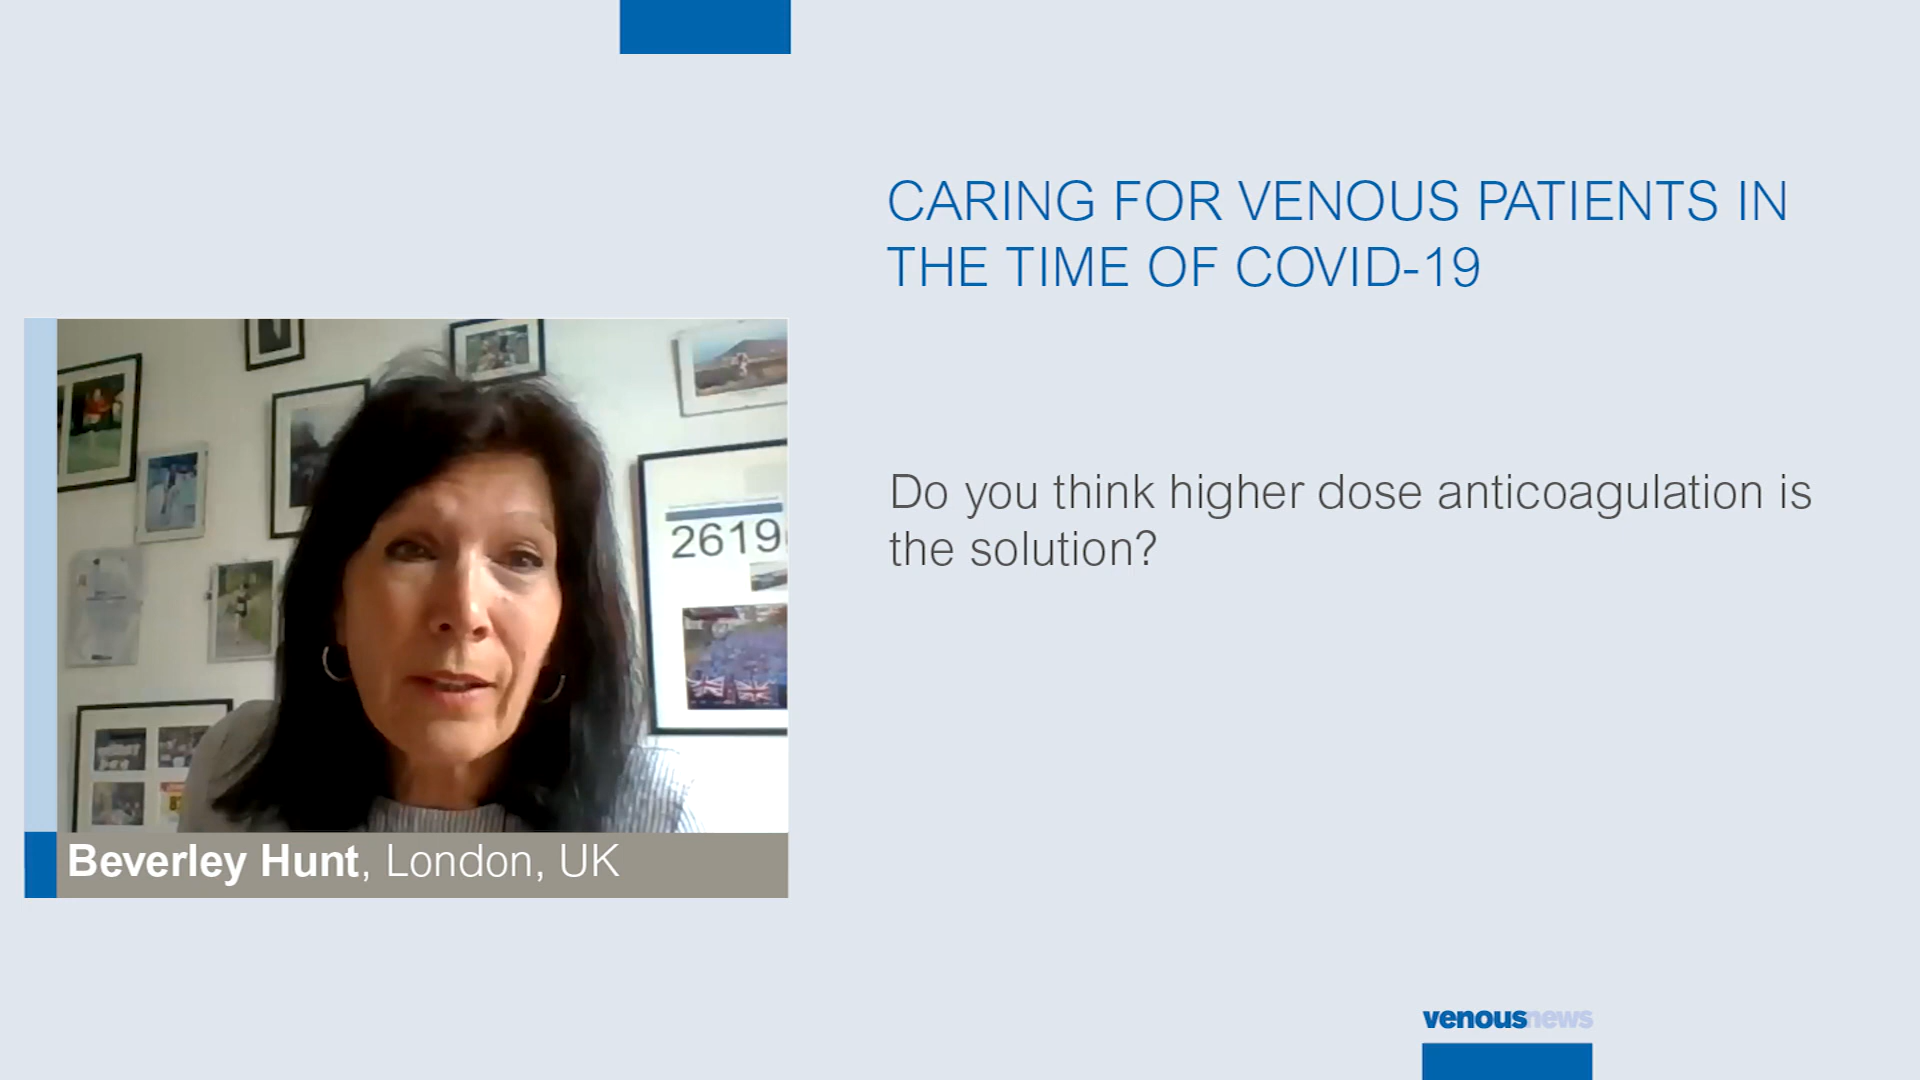 CARING FOR VENOUS PATIENTS IN
THE TIME OF COVID-19
Do you think higher dose anticoagulation is
the solution?
2619
Beverley Hunt, London, UK
venousnews